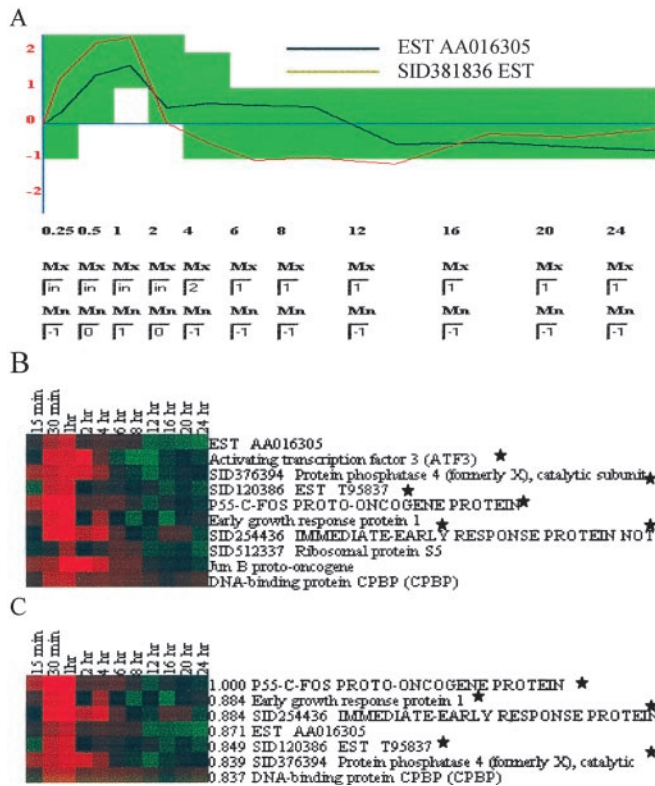 A
2
1
0
-1
-2
EST AA016305
SID381836 EST
0.25 0.5 1 2 4 6 8 12 16 20 24
Mx Mx Mx Mx Mx Mx Mx Mx Mx Mx Mx
in in in in 2 1 1 1 1 1 1
Mn Mn Mn Mn Mn Mn Mn Mn Mn Mn Mn
-1 0 1 0 -1 -1 -1 -1 -1 -1 -1
B
15 min 30 min 1hr 2 hr 4 hr 6 hr 8 hr 12 hr 16 hr 20 hr 24 hr
EST AA016305
Activating transcription factor 3 (ATF3)
SID376394 Protein phosphatase 4 (formerly X), catalytic subunit
SID120386 EST T95837
P55-C-FOS PROTO-ONCOGENE PROTEIN
Early growth response protein 1
SID254436 IMMEDIATE-EARLY RESPONSE PROTEIN NOT
SID512337 Ribosomal protein S5
Jun B proto-oncogene
DNA-binding protein CPBP (CPBP)
C
15 min 30 min 1hr 2 hr 4 hr 6 hr 8 hr 12 hr 16 hr 20 hr 24 hr
1.000 P55-C-FOS PROTO-ONCOGENE PROTEIN
0.884 Early growth response protein 1
0.884 SID254436 IMMEDIATE-EARLY RESPONSE PROTEIN
0.871 EST AA016305
0.849 SID120386 EST T95837
0.839 SID376394 Protein phosphatase 4 (formerly X), catalytic
0.837 DNA-binding protein CPBP (CPBP)